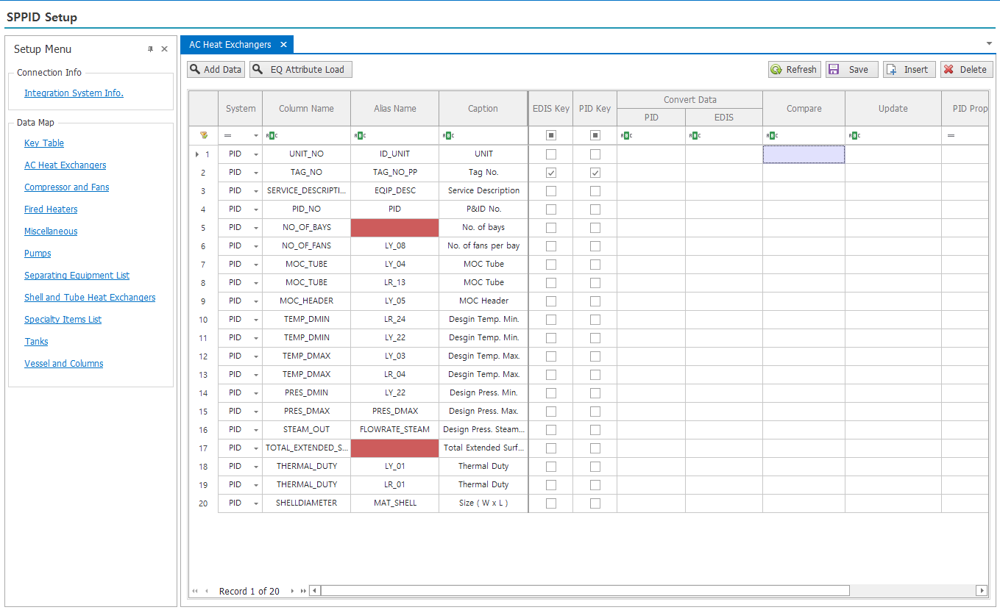 SPPID Setup
Setup Menu
Connection Info
Integration System Info.
Data Map
Key Table
AC Heat Exchangers
Compressor and Fans
Fired Heaters
Miscellaneous
Pumps
Separating Equipment List
Shell and Tube Heat Exchangers
Specialty Items List
Tanks
Vessel and Columns
AC Heat Exchangers
Add Data EQ Attribute Load Refresh Save Insert Delete
System Column Name Alias Name Caption EDIS Key PID Key Convert Data Compare Update PID Prop
PID EDIS
= ABC ABC ABC ABC ABC ABC ABC =
1 PID UNIT_NO ID_UNIT UNIT
2 PID TAG_NO TAG_NO_PP Tag No.
3 PID SERVICE_DESCRIPTI... EQIP_DESC Service Description
4 PID PID_NO PID P&ID No.
5 PID NO_OF_BAYS No. of bays
6 PID NO_OF_FANS LY_08 No. of fans per bay
7 PID MOC_TUBE LY_04 MOC Tube
8 PID MOC_TUBE LR_13 MOC Tube
9 PID MOC_HEADER LY_05 MOC Header
10 PID TEMP_DMIN LR_24 Desgin Temp. Min.
11 PID TEMP_DMIN LY_22 Desgin Temp. Min.
12 PID TEMP_DMAX LY_03 Desgin Temp. Max.
13 PID TEMP_DMAX LR_04 Desgin Temp. Max.
14 PID PRES_DMIN LY_22 Design Press. Min.
15 PID PRES_DMAX PRES_DMAX Design Press. Max.
16 PID STEAM_OUT FLOWRATE_STEAM Design Press. Steam...
17 PID TOTAL_EXTENDED_S... Total Extended Surf...
18 PID THERMAL_DUTY LY_01 Thermal Duty
19 PID THERMAL_DUTY LR_01 Thermal Duty
20 PID SHELLDIAMETER MAT_SHELL Size ( W x L )
Record 1 of 20